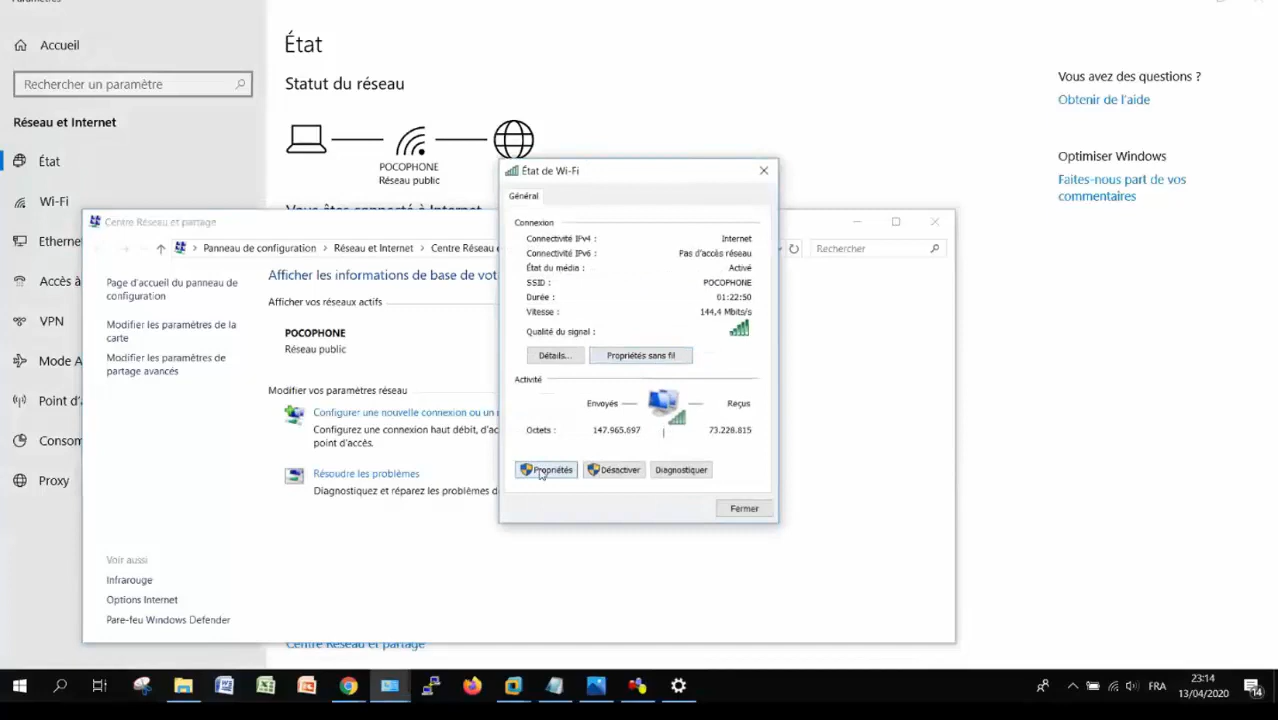 Paramètres
Accueil
Rechercher un paramètre
Réseau et Internet
État
Wi-Fi
Etherne
Accès à
VPN
Mode A
Point d'a
Consom
Proxy
État
Statut du réseau
POCOPHONE
Réseau public
Vous êtes connecté à Internet
Vous avez des questions ?
Obtenir de l'aide
Optimiser Windows
Faites-nous part de vos
commentaires
Centre Réseau et partage
Panneau de configuration
Réseau et Internet
Centre Réseau e
Rechercher
Page d'accueil du panneau de
configuration
Modifier les paramètres de la
carte
Modifier les paramètres de
partage avancés
Voir aussi
Infrarouge
Options Internet
Pare-feu Windows Defender
Afficher les informations de base de vot
Afficher vos réseaux actifs
POCOPHONE
Réseau public
Modifier vos paramètres réseau
Configurer une nouvelle connexion ou un
Configurez une connexion haut débit, d'ac
point d'accès.
Résoudre les problèmes
Diagnostiquez et réparez les problèmes d
Centre Réseau et partage
État de Wi-Fi
Général
Connexion
Connectivité IPv4 : Internet
Connectivité IPv6 : Pas d'accès réseau
État du média : Activé
SSID : POCOPHONE
Durée : 01:22:50
Vitesse : 144,4 Mbits/s
Qualité du signal :
Détails... Propriétés sans fil
Activité
Envoyés — — Reçus
Octets : 147.965.697 73.228.815
Propriétés Désactiver Diagnostiquer
Fermer
FRA
23:14
13/04/2020
14